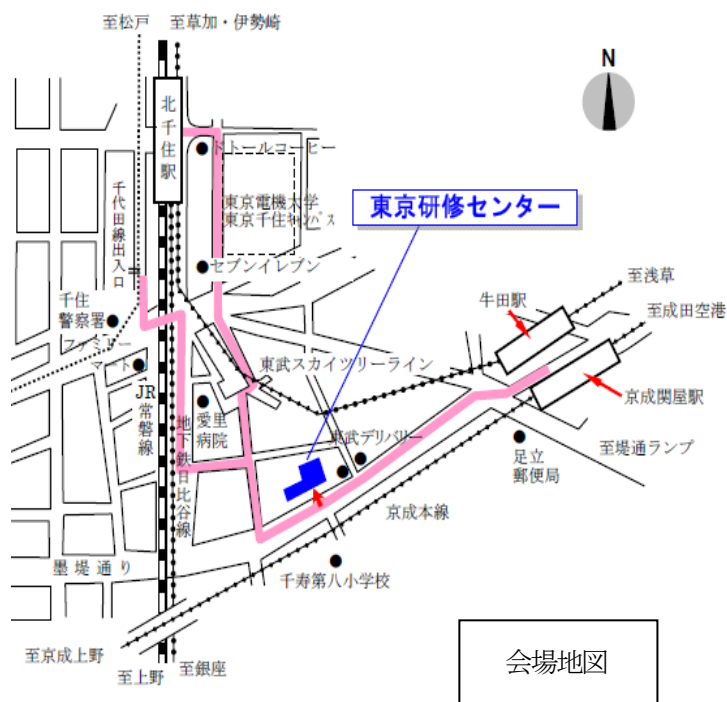 至松戸
至草加・伊勢崎
N
北千住駅
ドトールコーヒー
東京電機大学
東京千住キャンパス
東京研修センター
千代田線出入口
セブンイレブン
至浅草
牛田駅
至成田空港
千住
警察署
ファミリー
マート
東武スカイツリーライン
京成関屋駅
JR
常磐線
愛里
病院
地下鉄日比谷線
東武デリバリー
足立
郵便局
至堤通ランプ
京成本線
墨堤通り
千寿第八小学校
至京成上野
至上野
至銀座
会場地図